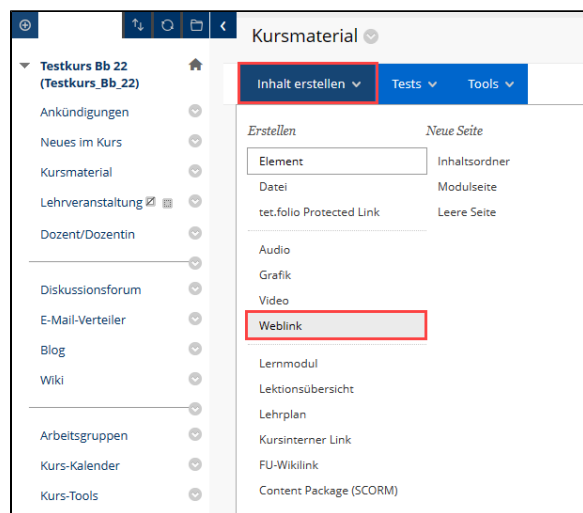 Testkurs Bb 22
(Testkurs_Bb_22)
Ankündigungen
Neues im Kurs
Kursmaterial
Lehrveranstaltung
Dozent/Dozentin
Diskussionsforum
E-Mail-Verteiler
Blog
Wiki
Arbeitsgruppen
Kurs-Kalender
Kurs-Tools
Kursmaterial
Inhalt erstellen Tests Tools
Erstellen
Element
Datei
tet.folio Protected Link
Audio
Grafik
Video
Weblink
Lernmodul
Lektionsübersicht
Lehrplan
Kursinterner Link
FU-Wikilink
Content Package (SCORM)
Neue Seite
Inhaltsordner
Modulseite
Leere Seite